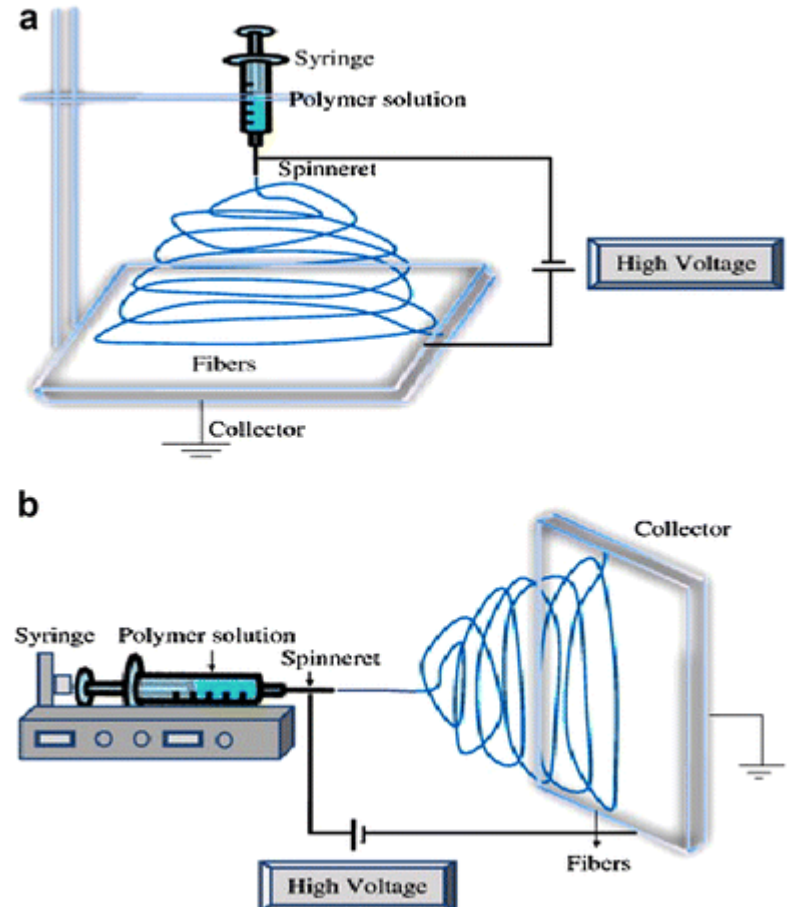 a
Syringe
Polymer solution
Spinneret
High Voltage
Fibers
Collector
b
Collector
Syringe
Polymer solution
Spinneret
Fibers
High Voltage